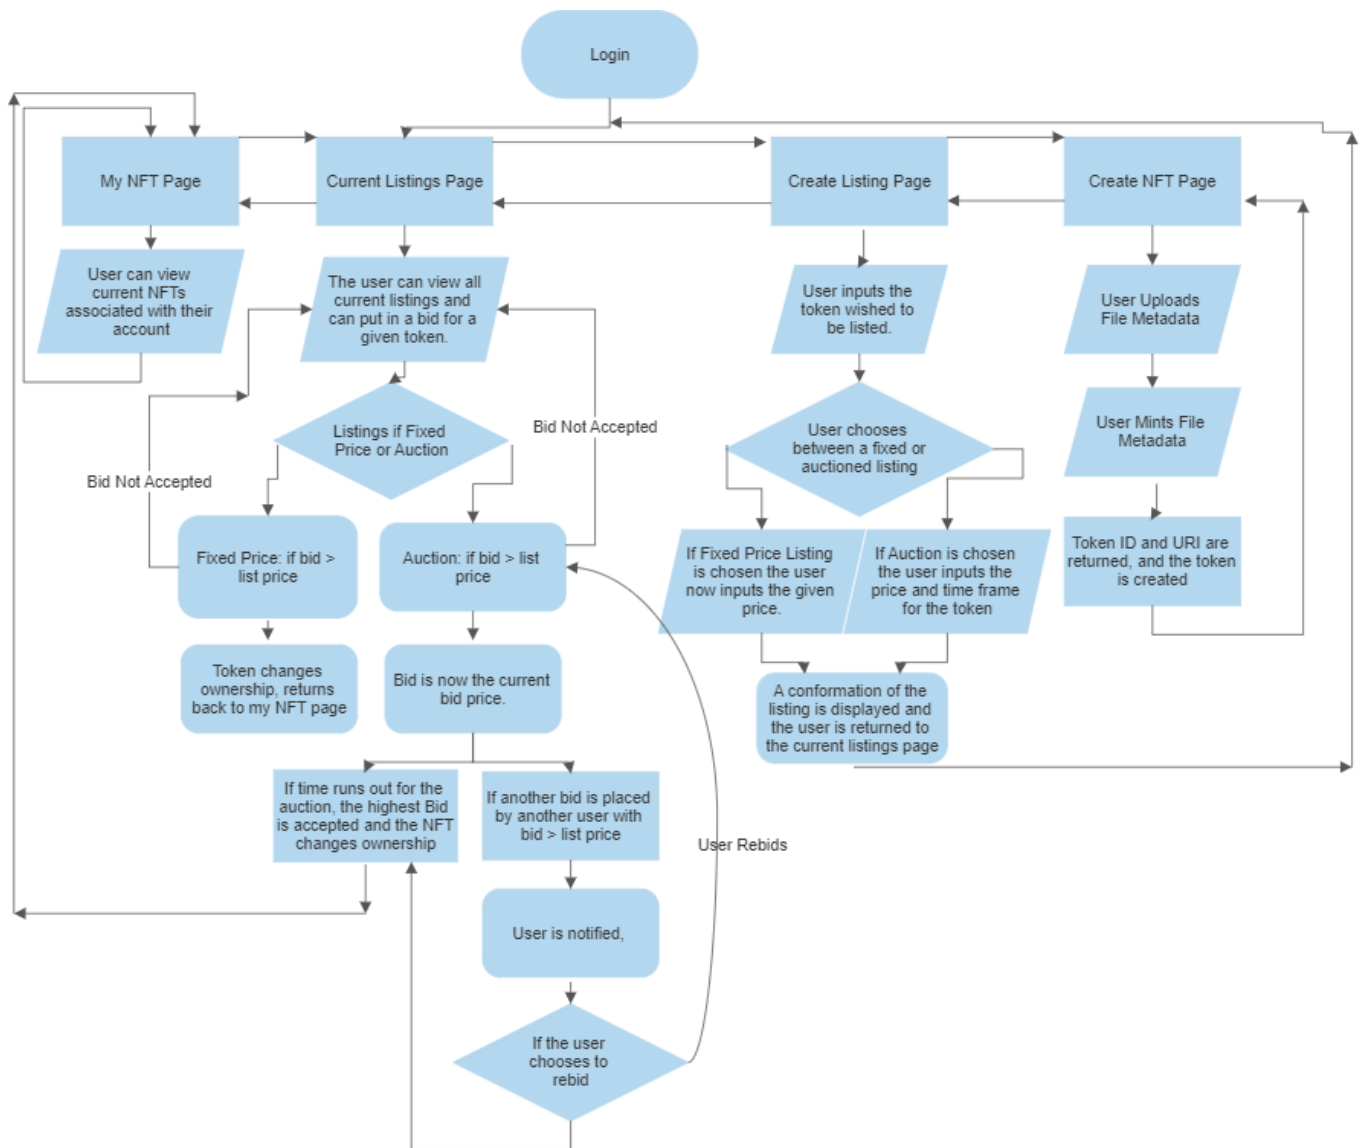 Login
My NFT Page
Current Listings Page
Create Listing Page
Create NFT Page
User can view
current NFTs
associated with their
account
The user can view all
current listings and
can put in a bid for a
given token.
User inputs the
token wished to
be listed.
User Uploads
File Metadata
Listings if Fixed
Price or Auction
Bid Not Accepted
User chooses
between a fixed or
auctioned listing
User Mints File
Metadata
Bid Not Accepted
Fixed Price: if bid >
list price
Auction: if bid > list
price
If Fixed Price Listing
is chosen the user
now inputs the given
price.
If Auction is chosen
the user inputs the
price and time frame
for the token
Token ID and URI are
returned, and the token
is created
Token changes
ownership, returns
back to my NFT page
Bid is now the current
bid price.
A conformation of the
listing is displayed and
the user is returned to
the current listings page
If time runs out for the
auction, the highest Bid
is accepted and the NFT
changes ownership
If another bid is placed
by another user with
bid > list price
User Rebids
User is notified,
If the user
chooses to
rebid